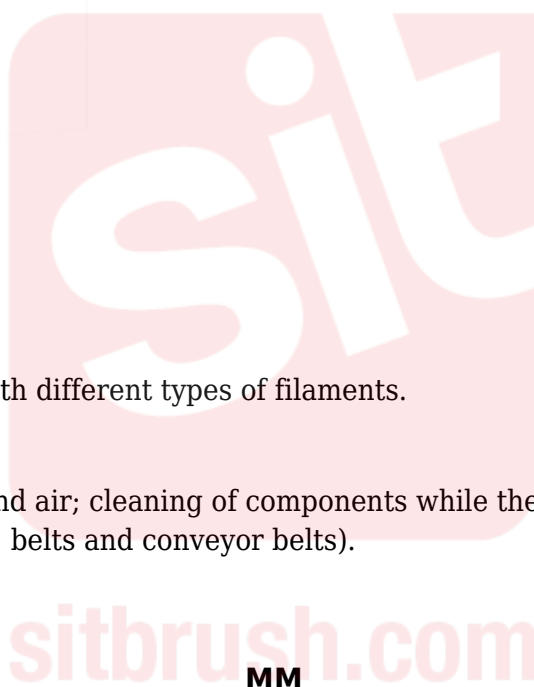 sit
th different types of filaments.
nd air; cleaning of components while the
belts and conveyor belts).
sitbrush.com
MM